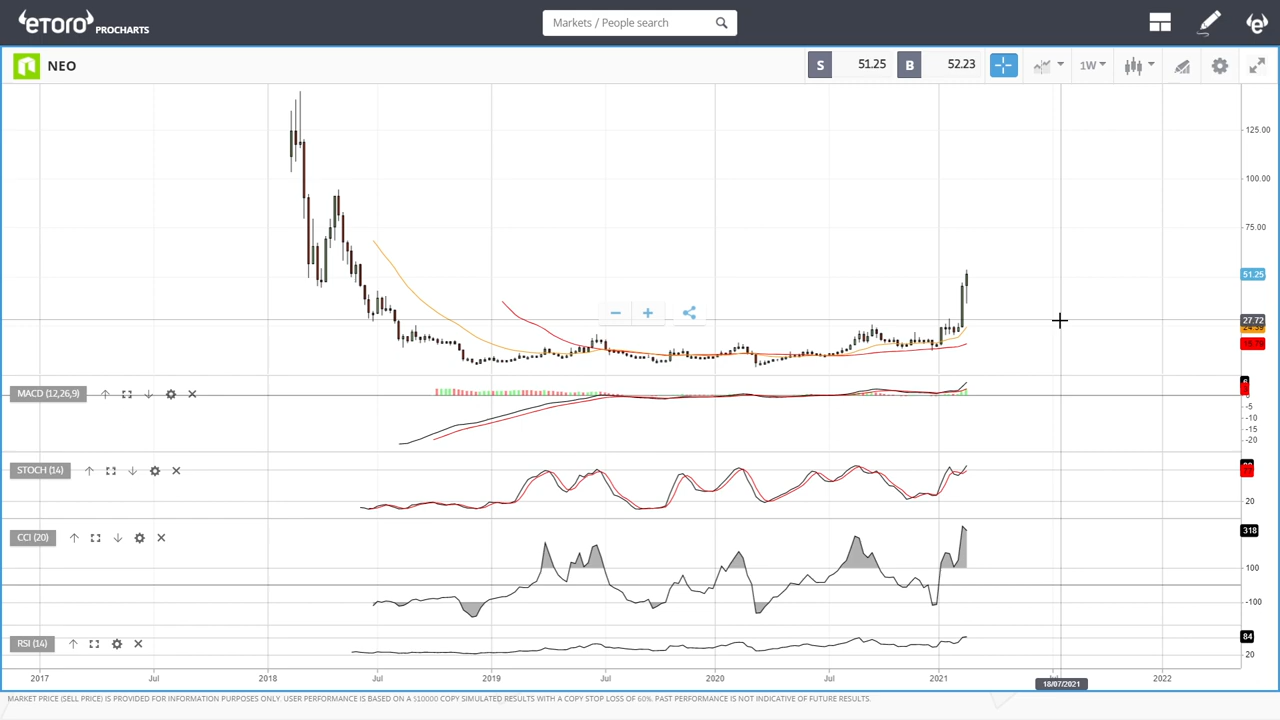 eToro PROCHARTS
Markets / People search
NEO
S 51.25 B 52.23
1W
125.00
100.00
75.00
51.25
27.72
MACD (12,26,9)
6
-5
-10
-15
-20
STOCH (14)
20
CCI (20)
318
100
-100
RSI (14)
84
20
2017 Jul 2018 Jul 2019 Jul 2020 Jul 2021 2022
18/07/2021
MARKET PRICE (SELL PRICE) IS PROVIDED FOR INFORMATION PURPOSES ONLY. USER PERFORMANCE IS BASED ON A $10000 COPY SIMULATED RESULTS WITH A COPY STOP LOSS OF 60%. PAST PERFORMANCE IS NOT INDICATIVE OF FUTURE RESULTS.